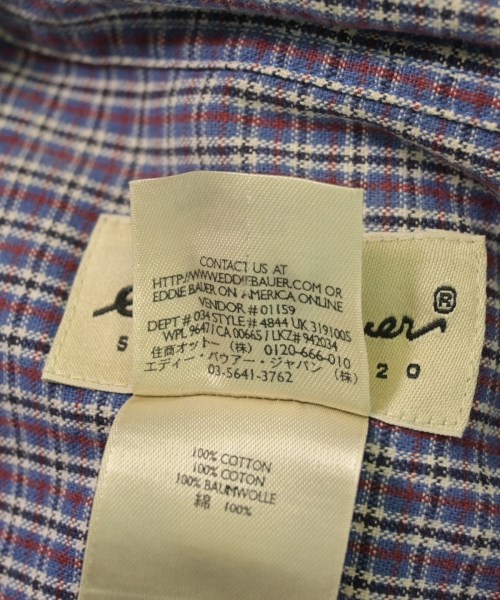 CONTACT US AT
HTTP://WWW.EDDIEBAUER.COM OR
EDDIE BAUER ON AMERICA ONLINE
VENDOR # 01159
DEPT # 034 STYLE # 4844 UK 319100S
WPL 96471 CA 00665 / LKZ# 942034
住商オットー (株) 0120-666-010
エディー・バウアー・ジャパン (株)
03-5641-3762
®
S 20
100% COTTON
100% COTON
100% BAUMWOLLE
綿 100%